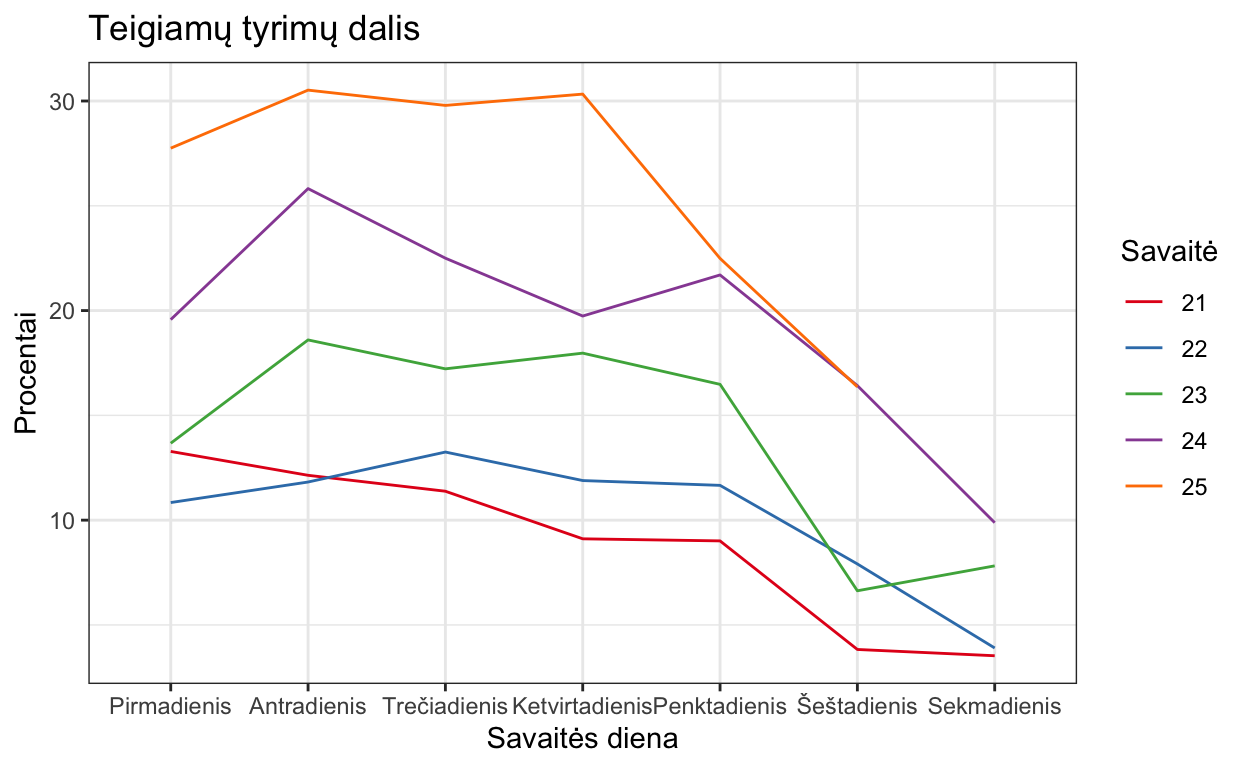 Teigiamų tyrimų dalis
Procentai
30
20
10
Pirmadienis Antradienis Trečiadienis Ketvirtadienis Penktadienis Šeštadienis Sekmadienis
Savaitės diena
Savaitė
21
22
23
24
25